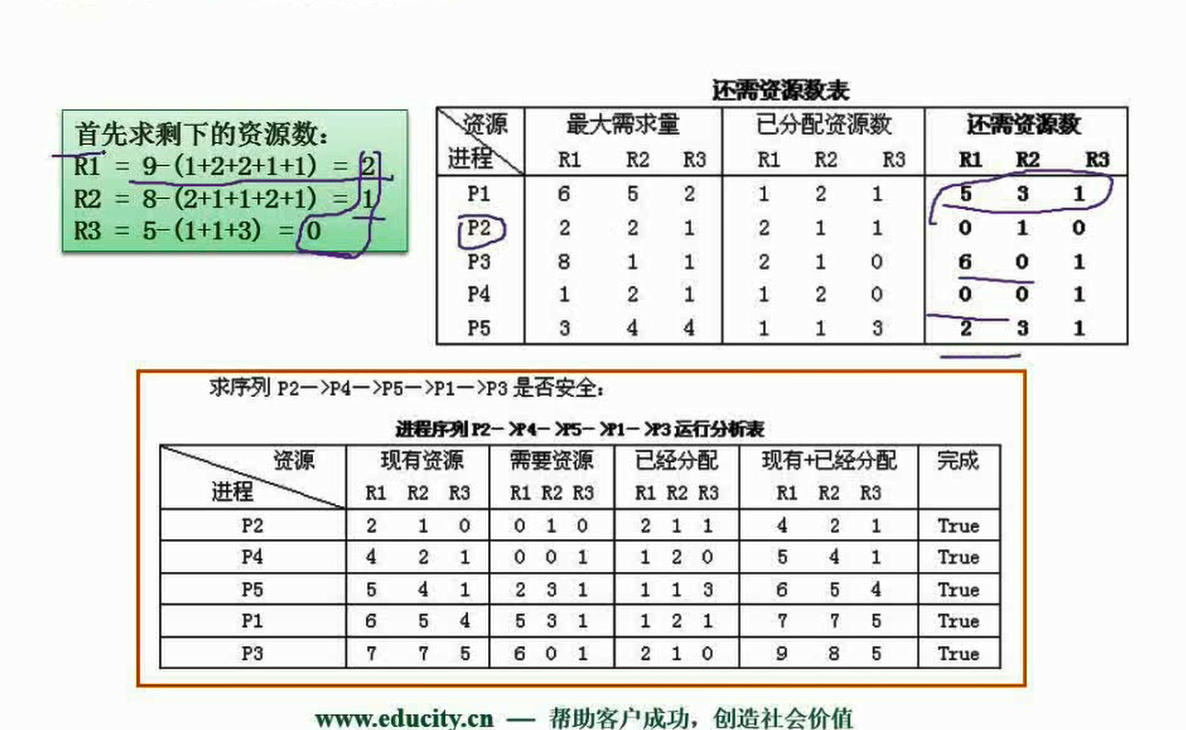 首先求剩下的资源数：
R1 = 9-(1+2+2+1+1) = 2
R2 = 8-(2+1+1+2+1) = 1
R3 = 5-(1+1+3) = 0
还需资源数表
资源 最大需求量 已分配资源数 还需资源数
进程 R1 R2 R3 R1 R2 R3 R1 R2 R3
P1 6 5 2 1 2 1 5 3 1
P2 2 2 1 2 1 1 0 1 0
P3 8 1 1 2 1 0 6 0 1
P4 1 2 1 1 2 0 0 0 1
P5 3 4 4 1 1 3 2 3 1
求序列 P2—>P4—>P5—>P1—>P3 是否安全：
进程序列P2->P4->P5->P1->P3运行分析表
资源 现有资源 需要资源 已经分配 现有+已经分配 完成
进程 R1 R2 R3 R1 R2 R3 R1 R2 R3 R1 R2 R3
P2 2 1 0 0 1 0 2 1 1 4 2 1 True
P4 4 2 1 0 0 1 1 2 0 5 4 1 True
P5 5 4 1 2 3 1 1 1 3 6 5 4 True
P1 6 5 4 5 3 1 1 2 1 7 7 5 True
P3 7 7 5 6 0 1 2 1 0 9 8 5 True
www.educity.cn — 帮助客户成功，创造社会价值